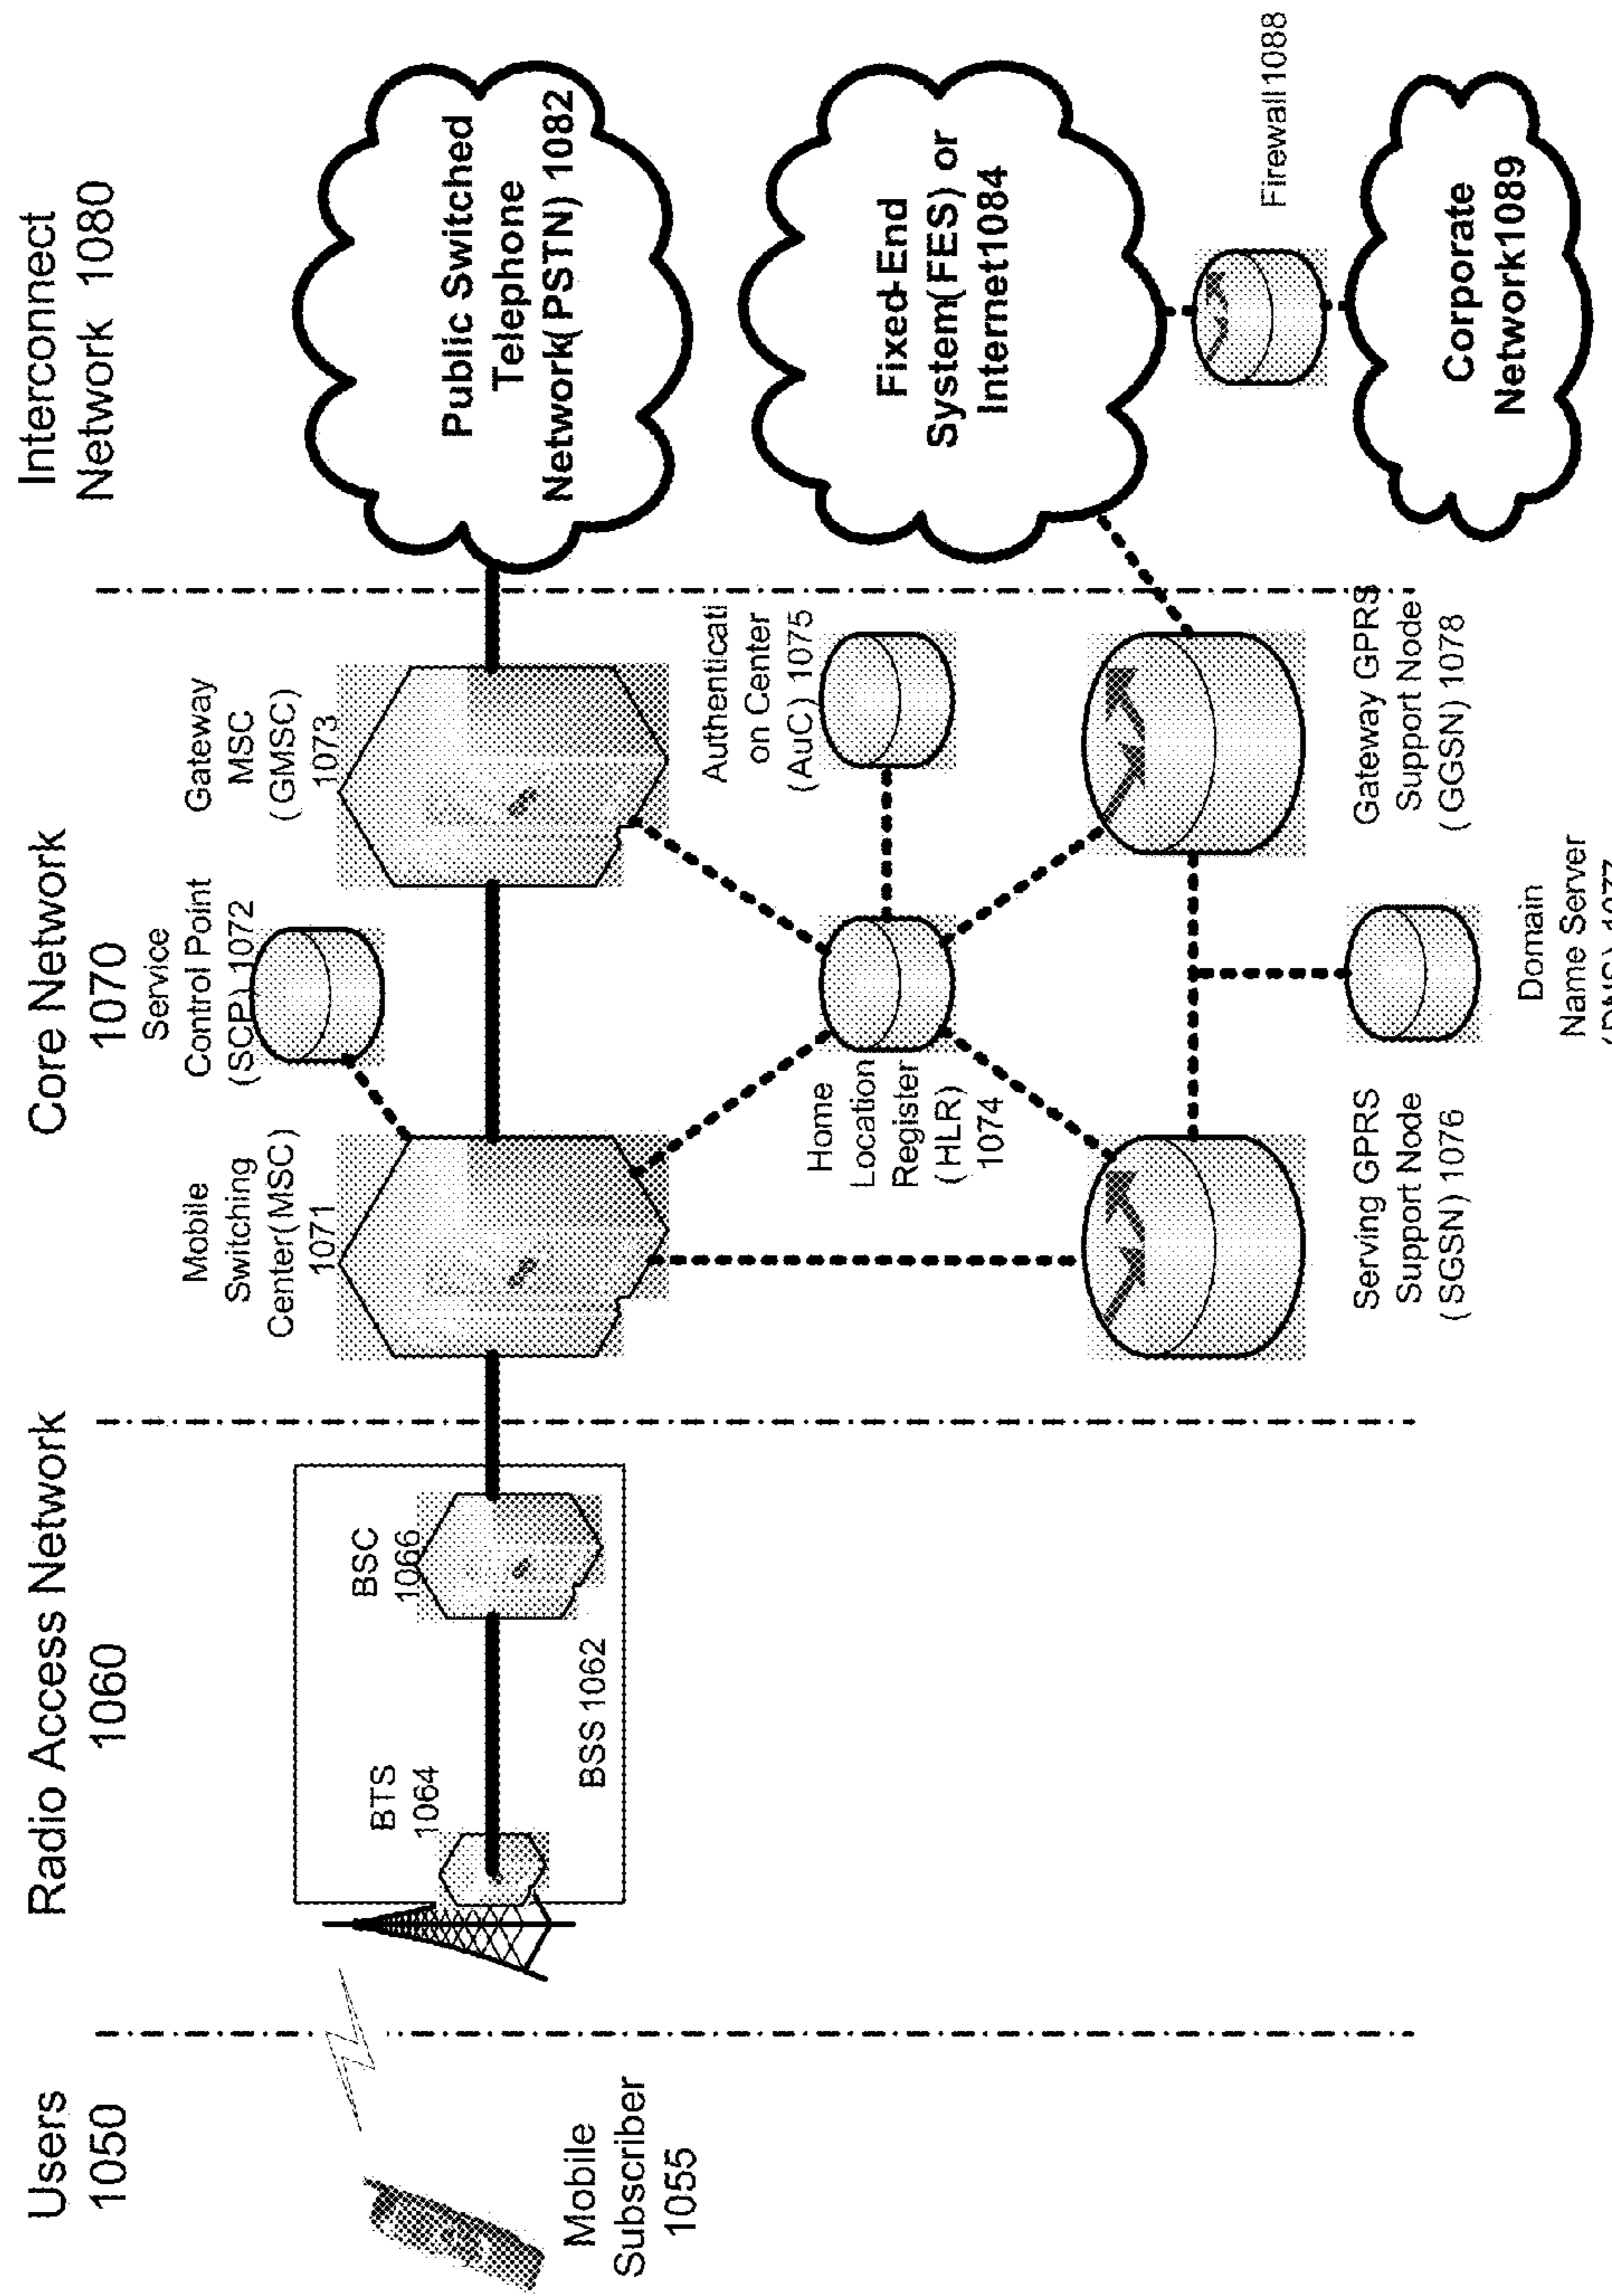 Users
1050
Radio Access Network
1060
Core Network
1070
Interconnect
Network 1080
Mobile
Subscriber
1055
BTS
1064
BSC
1066
BSS 1062
Mobile
Switching
Center(MSC)
1071
Service
Control Point
(SCP) 1072
Gateway
MSC
(GMSC)
1073
Public Switched
Telephone
Network(PSTN) 1082
Home
Location
Register
(HLR)
1074
Authenticati
on Center
(AuC) 1075
Fixed-End
System(FES) or
Internet1084
Serving GPRS
Support Node
(SGSN) 1076
Domain
Name Server
(DNS) 1077
Gateway GPRS
Support Node
(GGSN) 1078
Firewall1088
Corporate
Network1089